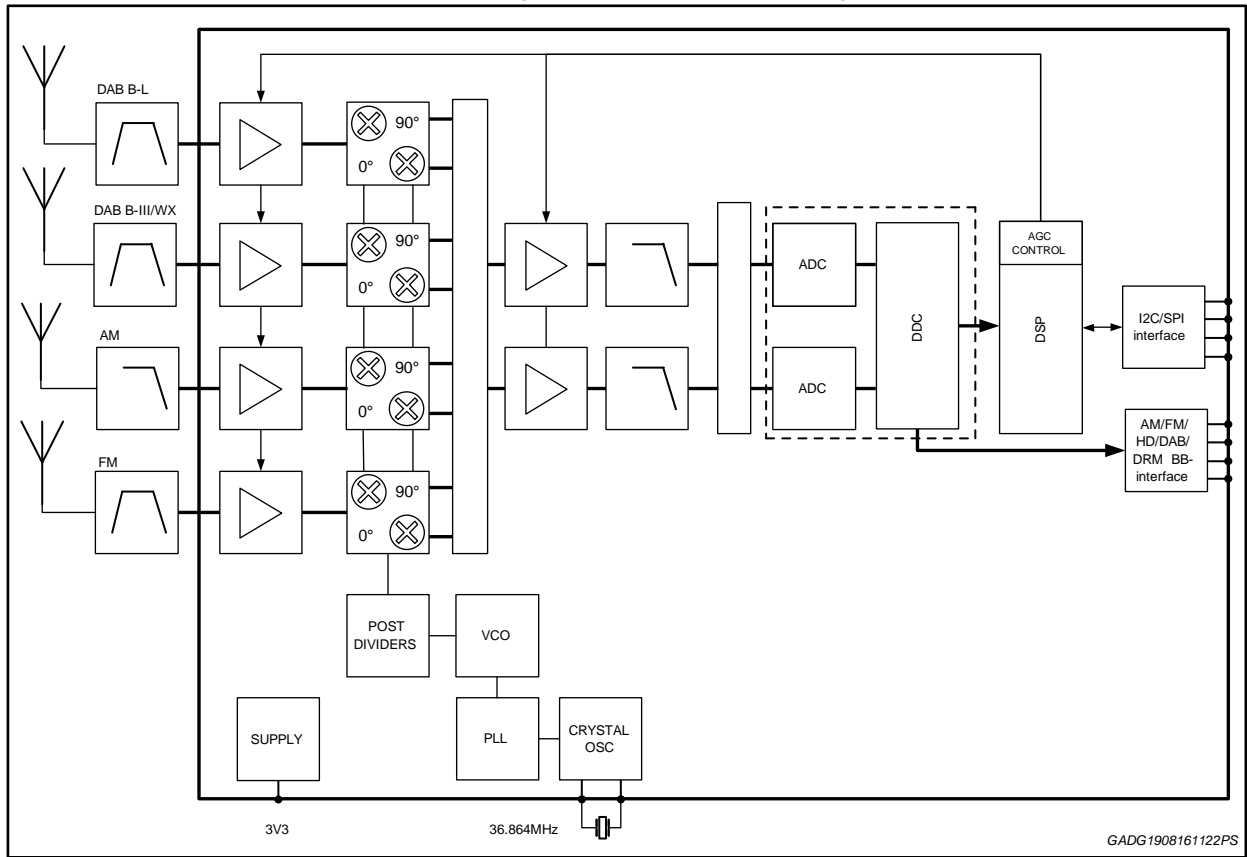 DAB B-L
90°
0°
DAB B-III/WX
90°
0°
AM
90°
0°
FM
90°
0°
ADC
ADC
DDC
AGC
CONTROL
DSP
I2C/SPI
interface
AM/FM/
HD/DAB/
DRM BB-
interface
POST
DIVIDERS
VCO
SUPPLY
PLL
CRYSTAL
OSC
3V3
36.864MHz
GADG1908161122PS